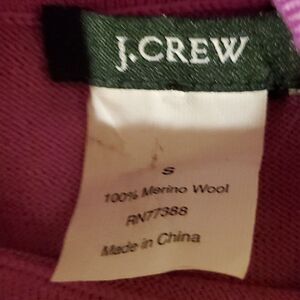 J.CREW
S
100% Merino Wool
RN77388
Made in China